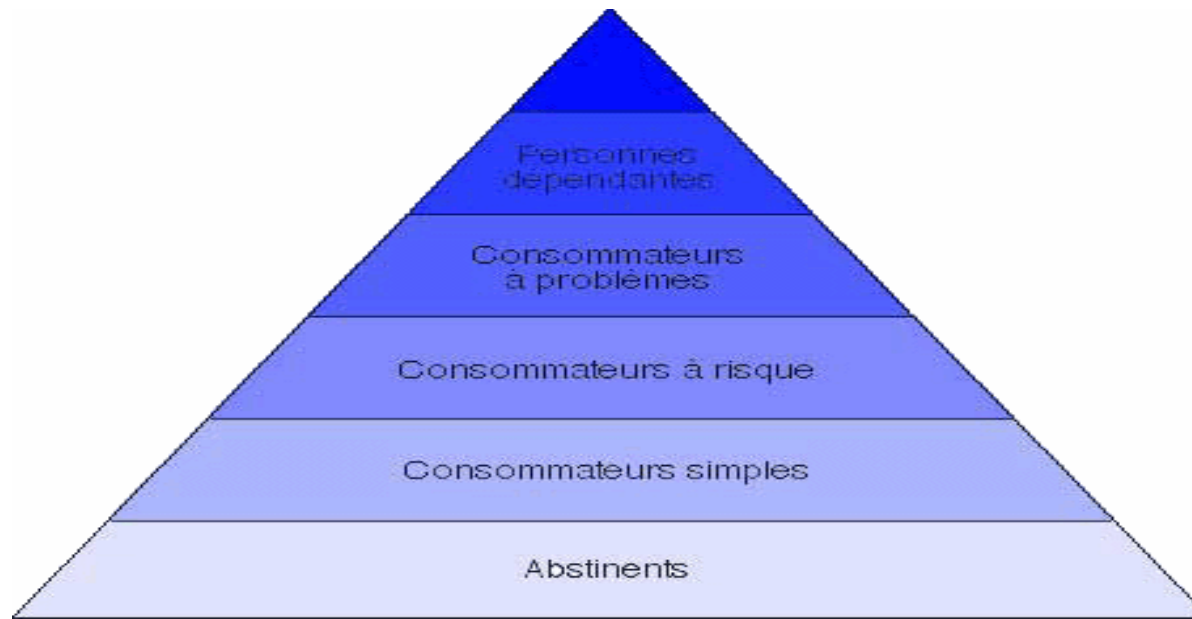 Personnes
dépendantes
Consommateurs
à problèmes
Consommateurs à risque
Consommateurs simples
Abstinents